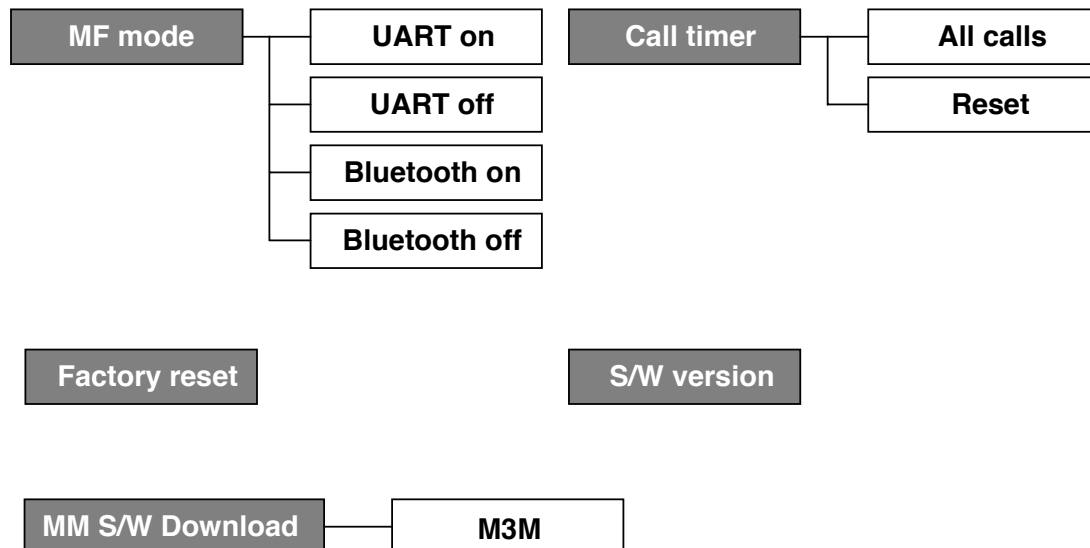 MF mode
UART on
UART off
Bluetooth on
Bluetooth off
Call timer
All calls
Reset
Factory reset
S/W version
MM S/W Download
M3M